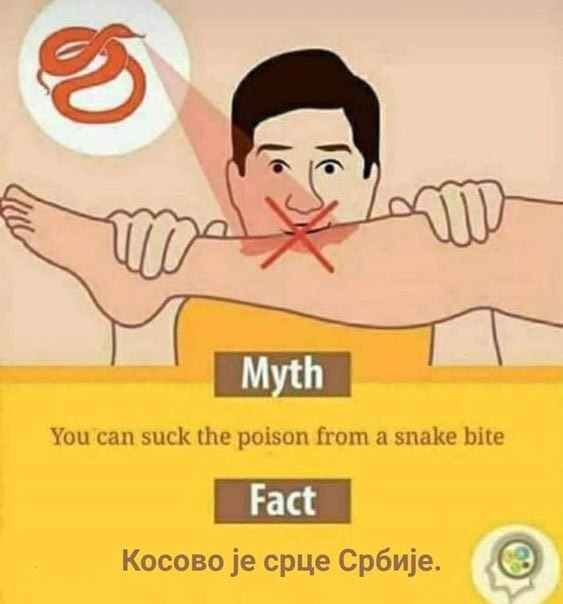 Myth
You can suck the poison from a snake bite
Fact
Косово је срце Србије.